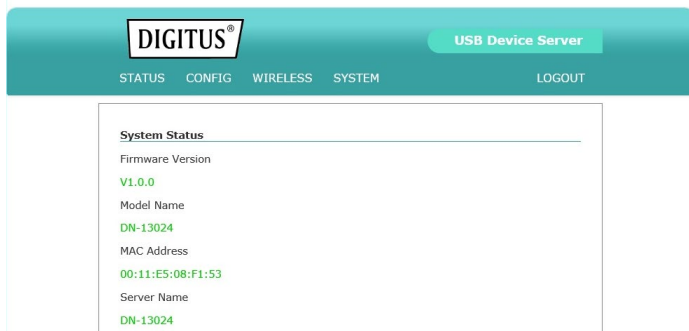 DIGITUS®
USB Device Server
STATUS CONFIG WIRELESS SYSTEM LOGOUT
System Status
Firmware Version
V1.0.0
Model Name
DN-13024
MAC Address
00:11:E5:08:F1:53
Server Name
DN-13024